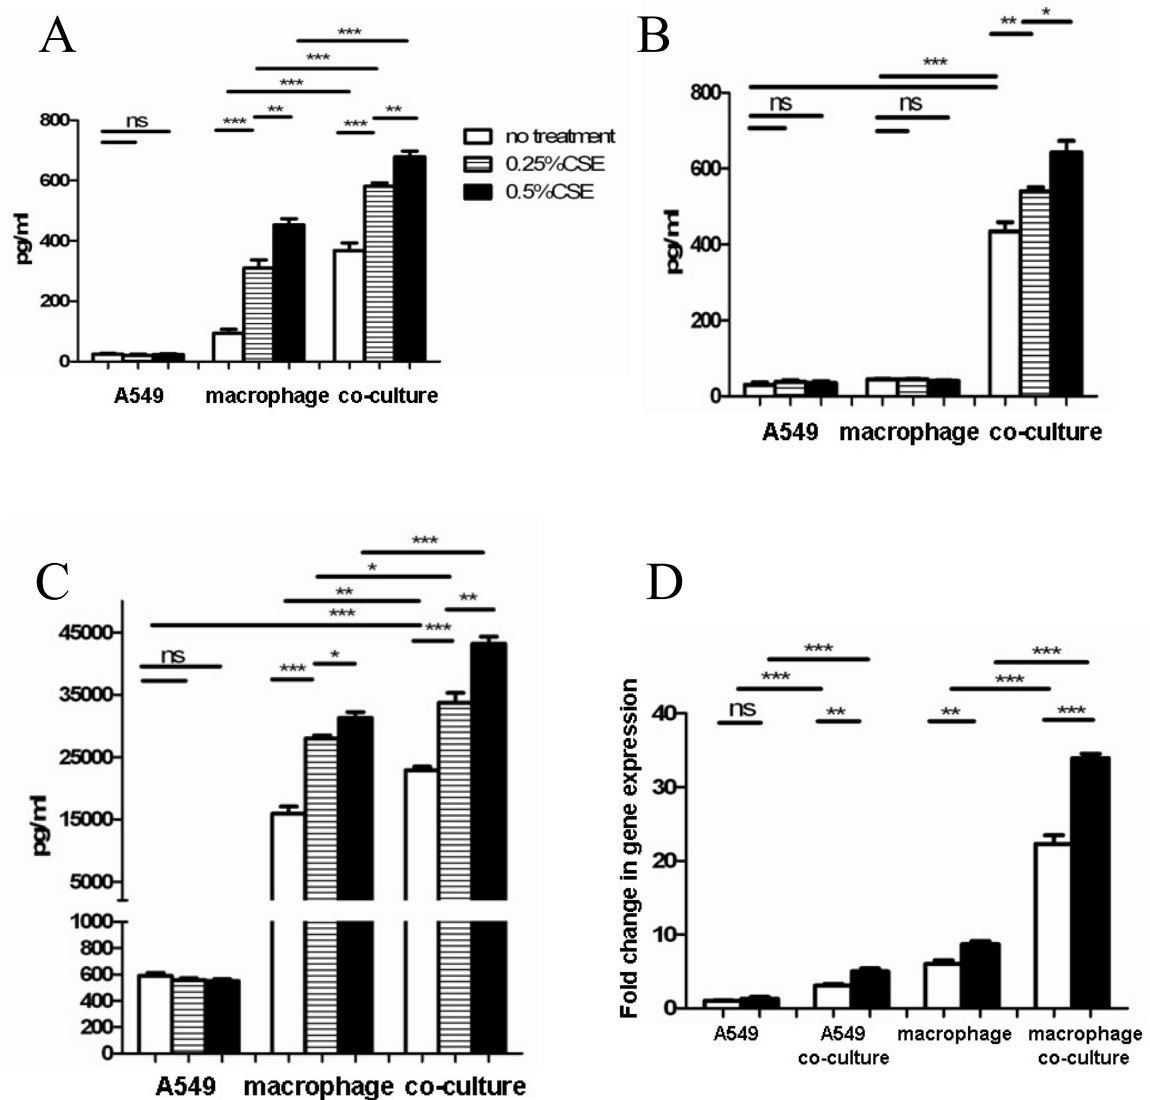 A
***
***
***
***
**
***
**
ns
800
600
400
200
0
pg/ml
A549 macrophage co-culture
no treatment
0.25%CSE
0.5%CSE
B
**
*
***
ns
ns
800
600
400
200
0
pg/ml
A549 macrophage co-culture
C
***
*
**
**
***
***
ns
***
*
45000
35000
25000
15000
5000
1000
800
600
400
200
0
pg/ml
A549 macrophage co-culture
D
***
***
***
***
ns
**
**
***
40
30
20
10
0
Fold change in gene expression
A549
A549
co-culture
macrophage
macrophage
co-culture